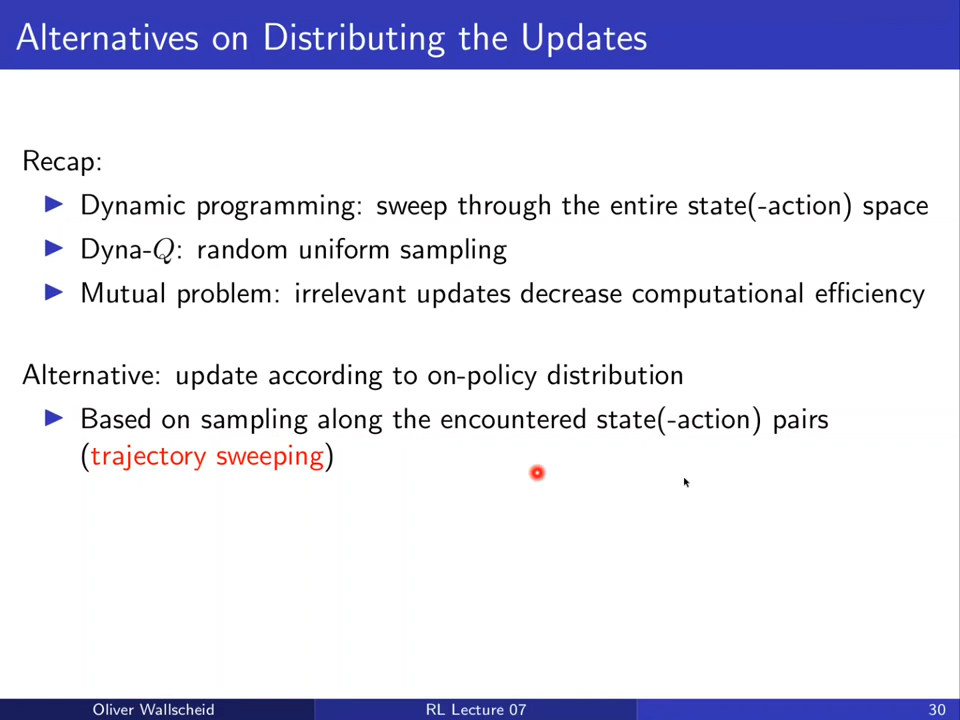 Alternatives on Distributing the Updates
Recap:
▶ Dynamic programming: sweep through the entire state(-action) space
▶ Dyna-Q: random uniform sampling
▶ Mutual problem: irrelevant updates decrease computational efficiency
Alternative: update according to on-policy distribution
▶ Based on sampling along the encountered state(-action) pairs
(trajectory sweeping)
Oliver Wallscheid RL Lecture 07 30